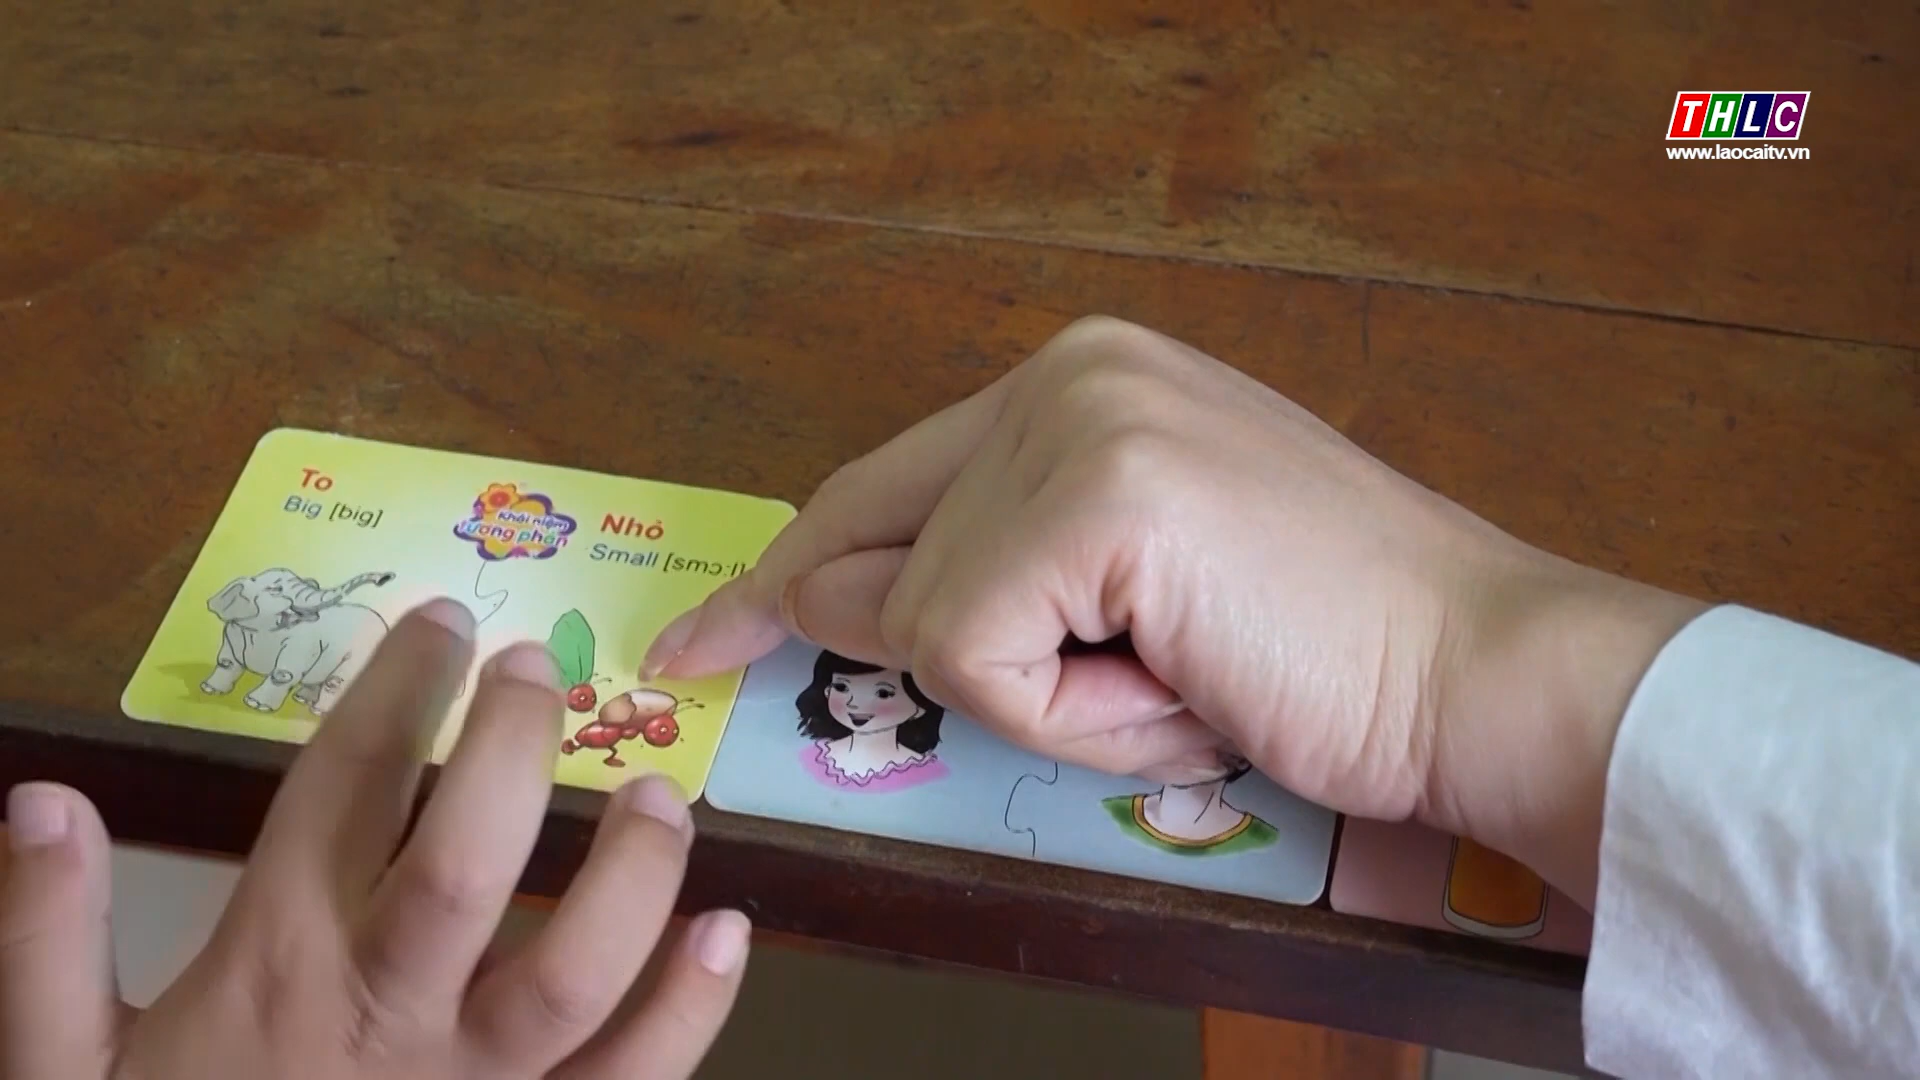 THLC
www.laocaitv.vn
To
Big [big]
Khái niệm
tương phản
Nhỏ
Small [smɔ:l]